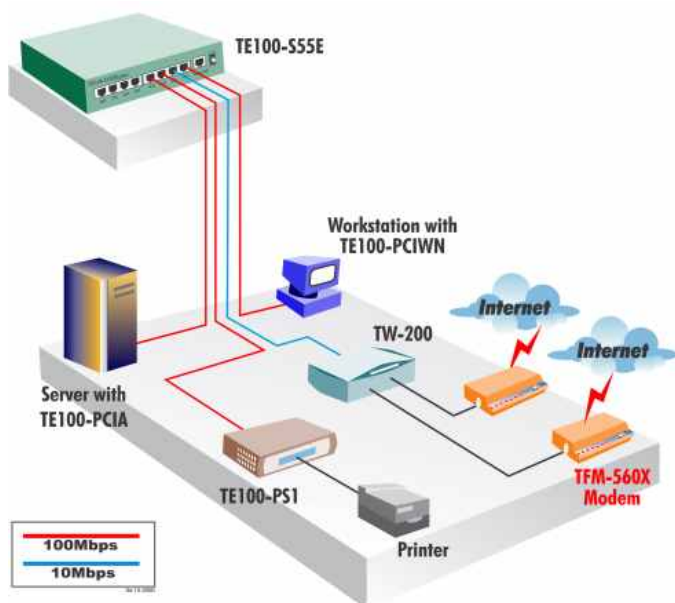 TE100-S55E
Workstation with
TE100-PCIWN
Internet
TW-200
Internet
Server with
TE100-PCIA
TE100-PS1
TFM-560X
Modem
Printer
100Mbps
10Mbps